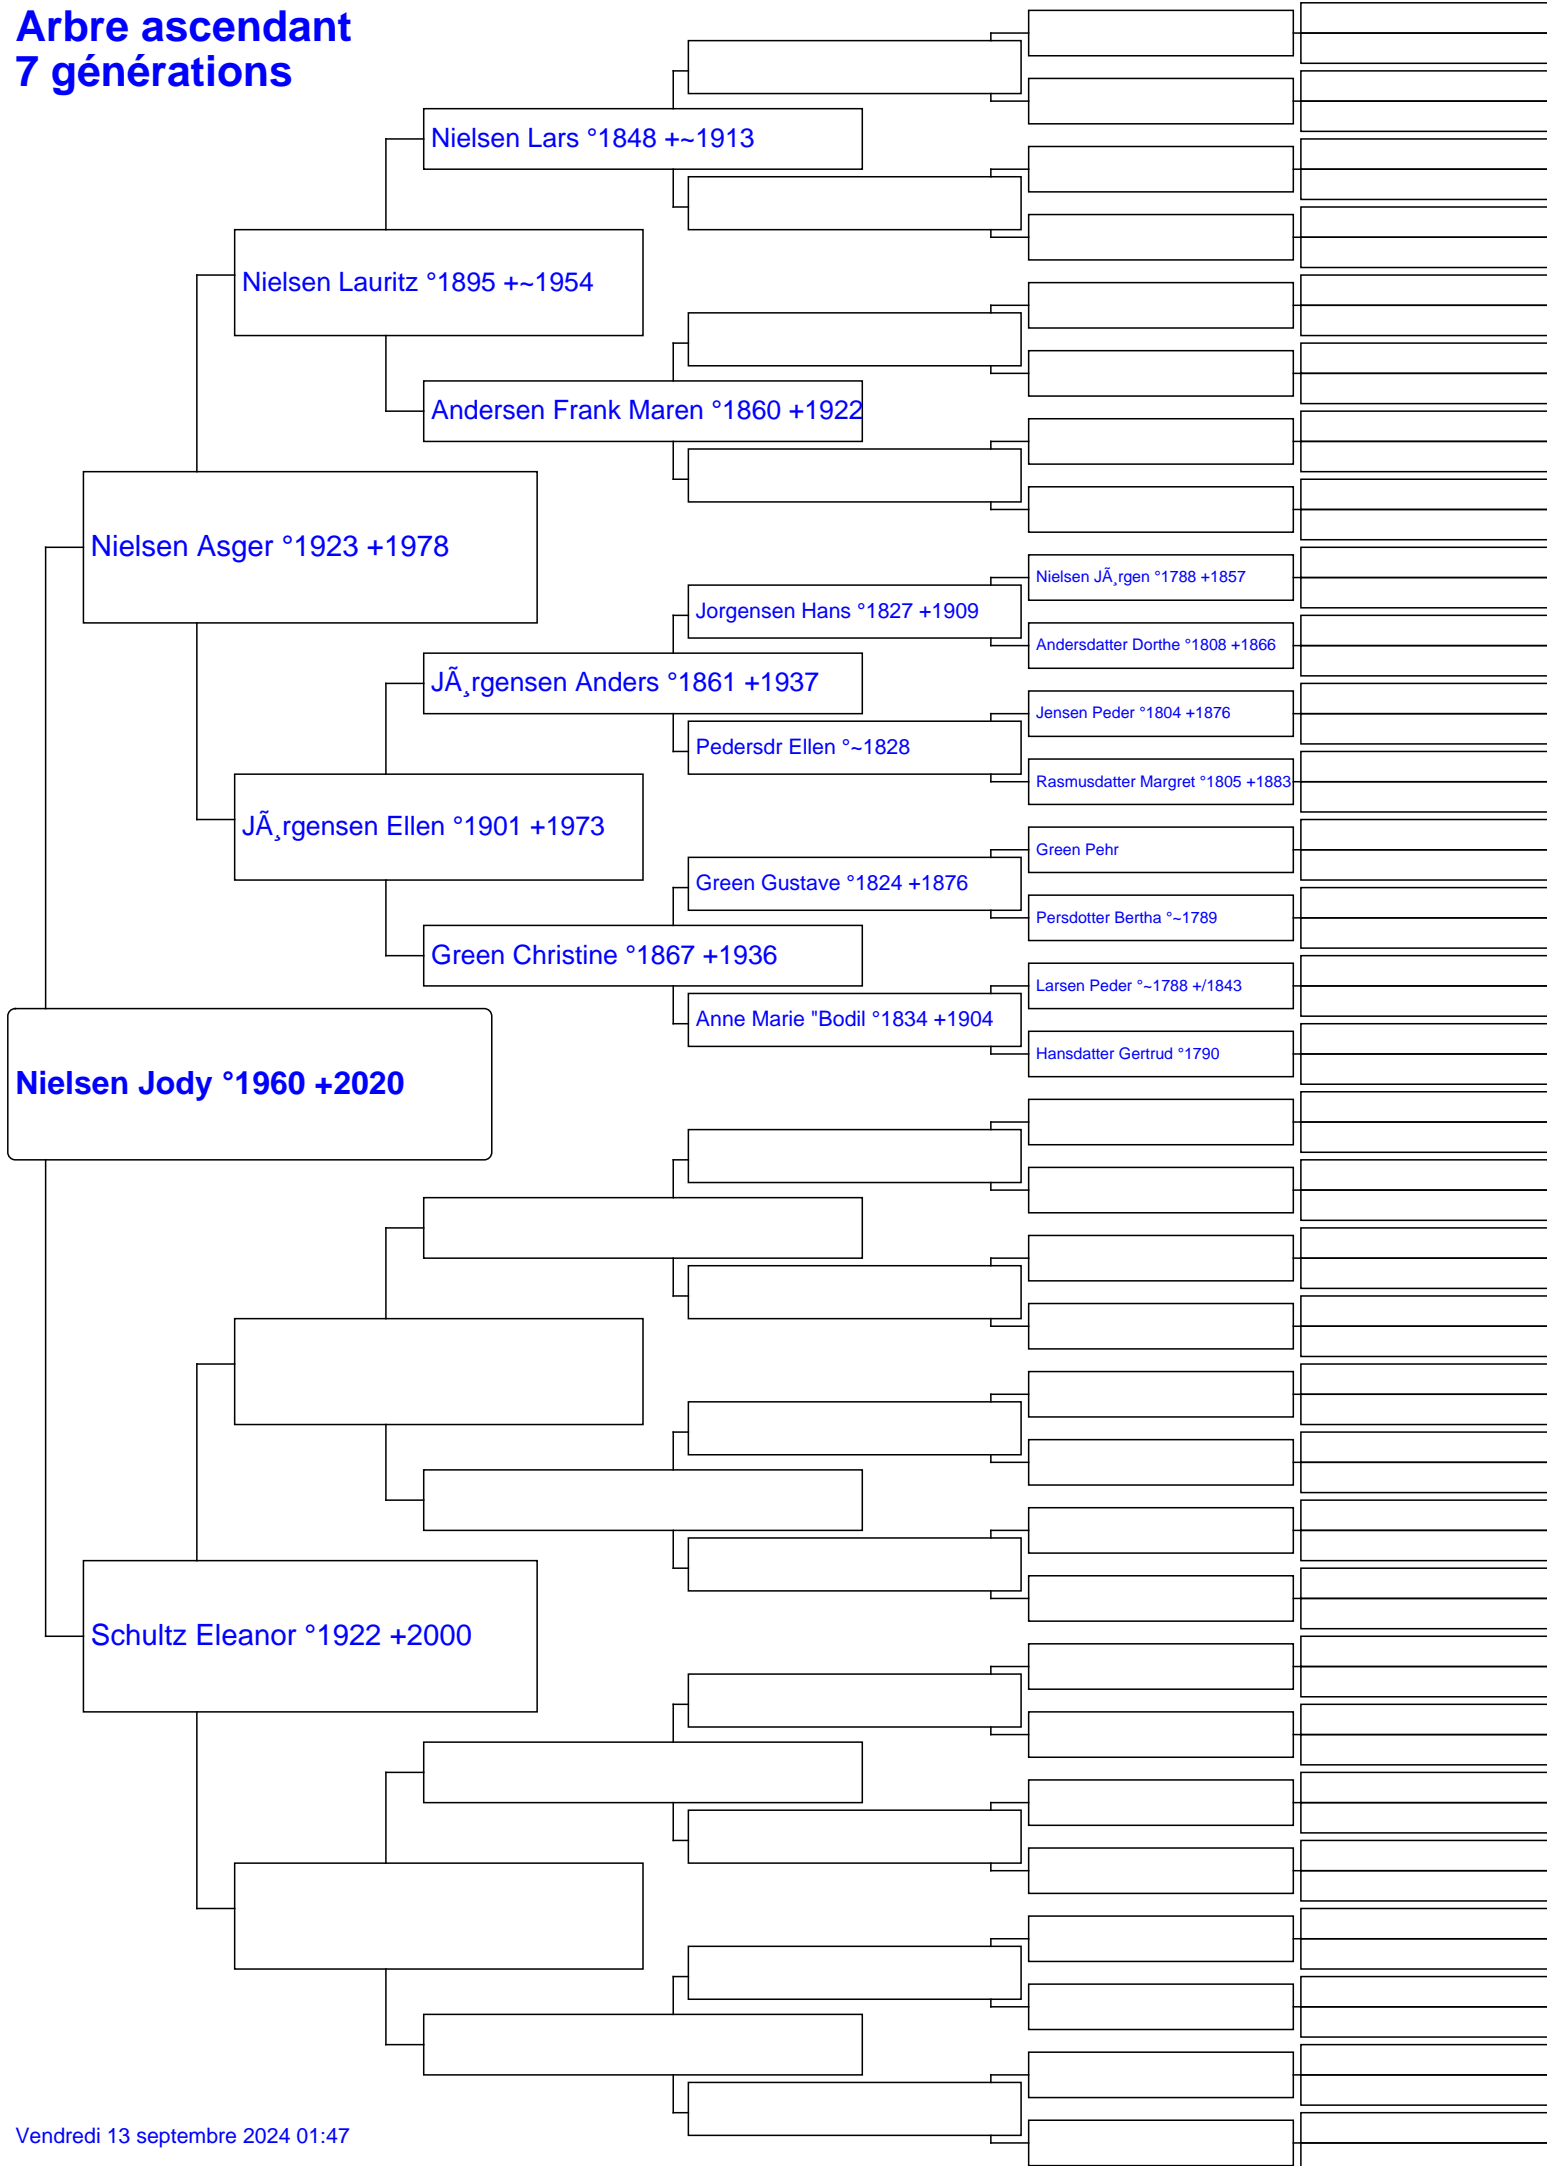 Arbre ascendant
7 générations
Nielsen Lars °1848 +~1913
Nielsen Lauritz °1895 +~1954
Andersen Frank Maren °1860 +1922
Nielsen Asger °1923 +1978
Nielsen JÃ¸rgen °1788 +1857
Jorgensen Hans °1827 +1909
Andersdatter Dorthe °1808 +1866
JÃ¸rgensen Anders °1861 +1937
Jensen Peder °1804 +1876
Pedersdr Ellen °~1828
Rasmusdatter Margret °1805 +1883
JÃ¸rgensen Ellen °1901 +1973
Green Pehr
Green Gustave °1824 +1876
Persdotter Bertha °~1789
Green Christine °1867 +1936
Larsen Peder °~1788 +/1843
Anne Marie "Bodil °1834 +1904
Hansdatter Gertrud °1790
Nielsen Jody °1960 +2020
Schultz Eleanor °1922 +2000
Vendredi 13 septembre 2024 01:47